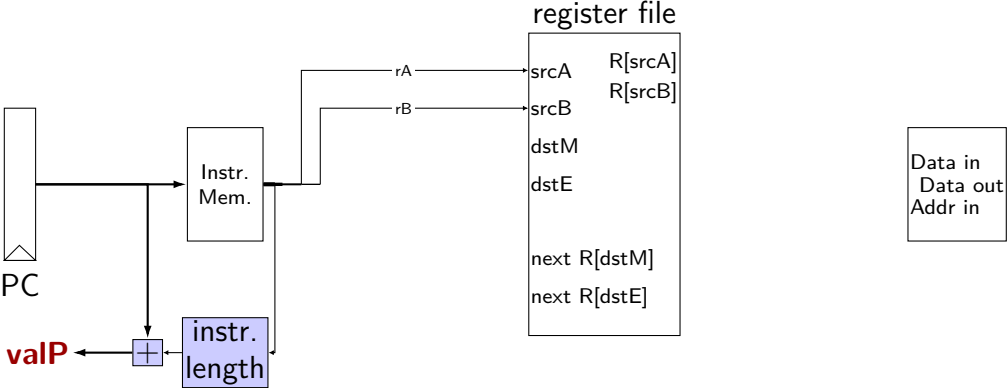 register file
R[srcA]
rA
srcA
R[srcB]
rB
srcB
dstM
dstE
next R[dstM]
next R[dstE]
Instr.
Mem.
Data in
Data out
Addr in
PC
instr.
length
+
valP